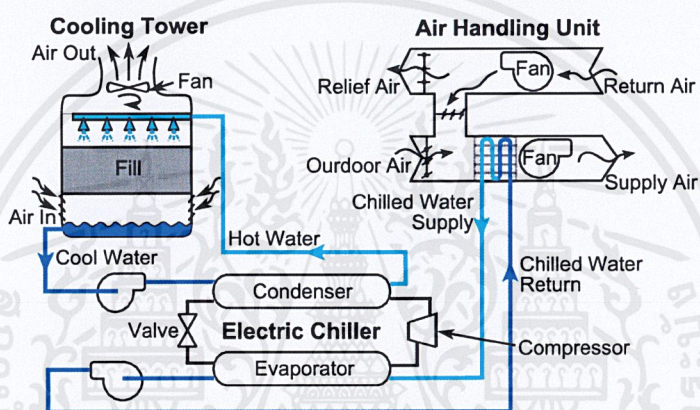 Cooling Tower
Air Out
Fan
Fill
Air In
Cool Water
Hot Water
Air Handling Unit
Relief Air
Fan
Return Air
Ourdoor Air
Fan
Supply Air
Chilled Water
Supply
Chilled Water
Return
Condenser
Valve
Electric Chiller
Compressor
Evaporator